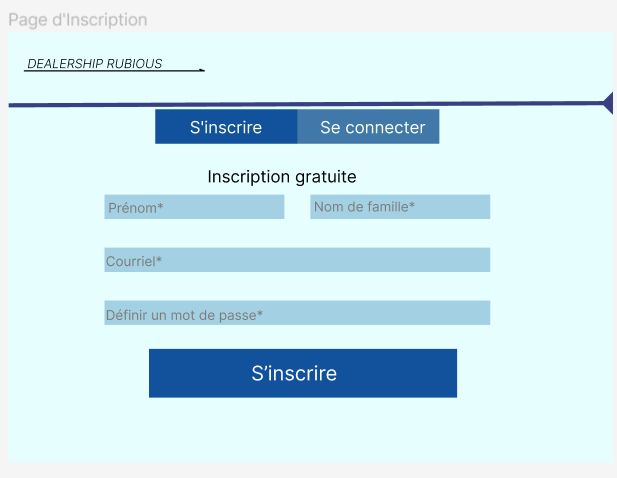 Page d'Inscription
DEALERSHIP RUBIOUS
S'inscrire Se connecter
Inscription gratuite
Prénom* Nom de famille*
Courriel*
Définir un mot de passe*
S’inscrire